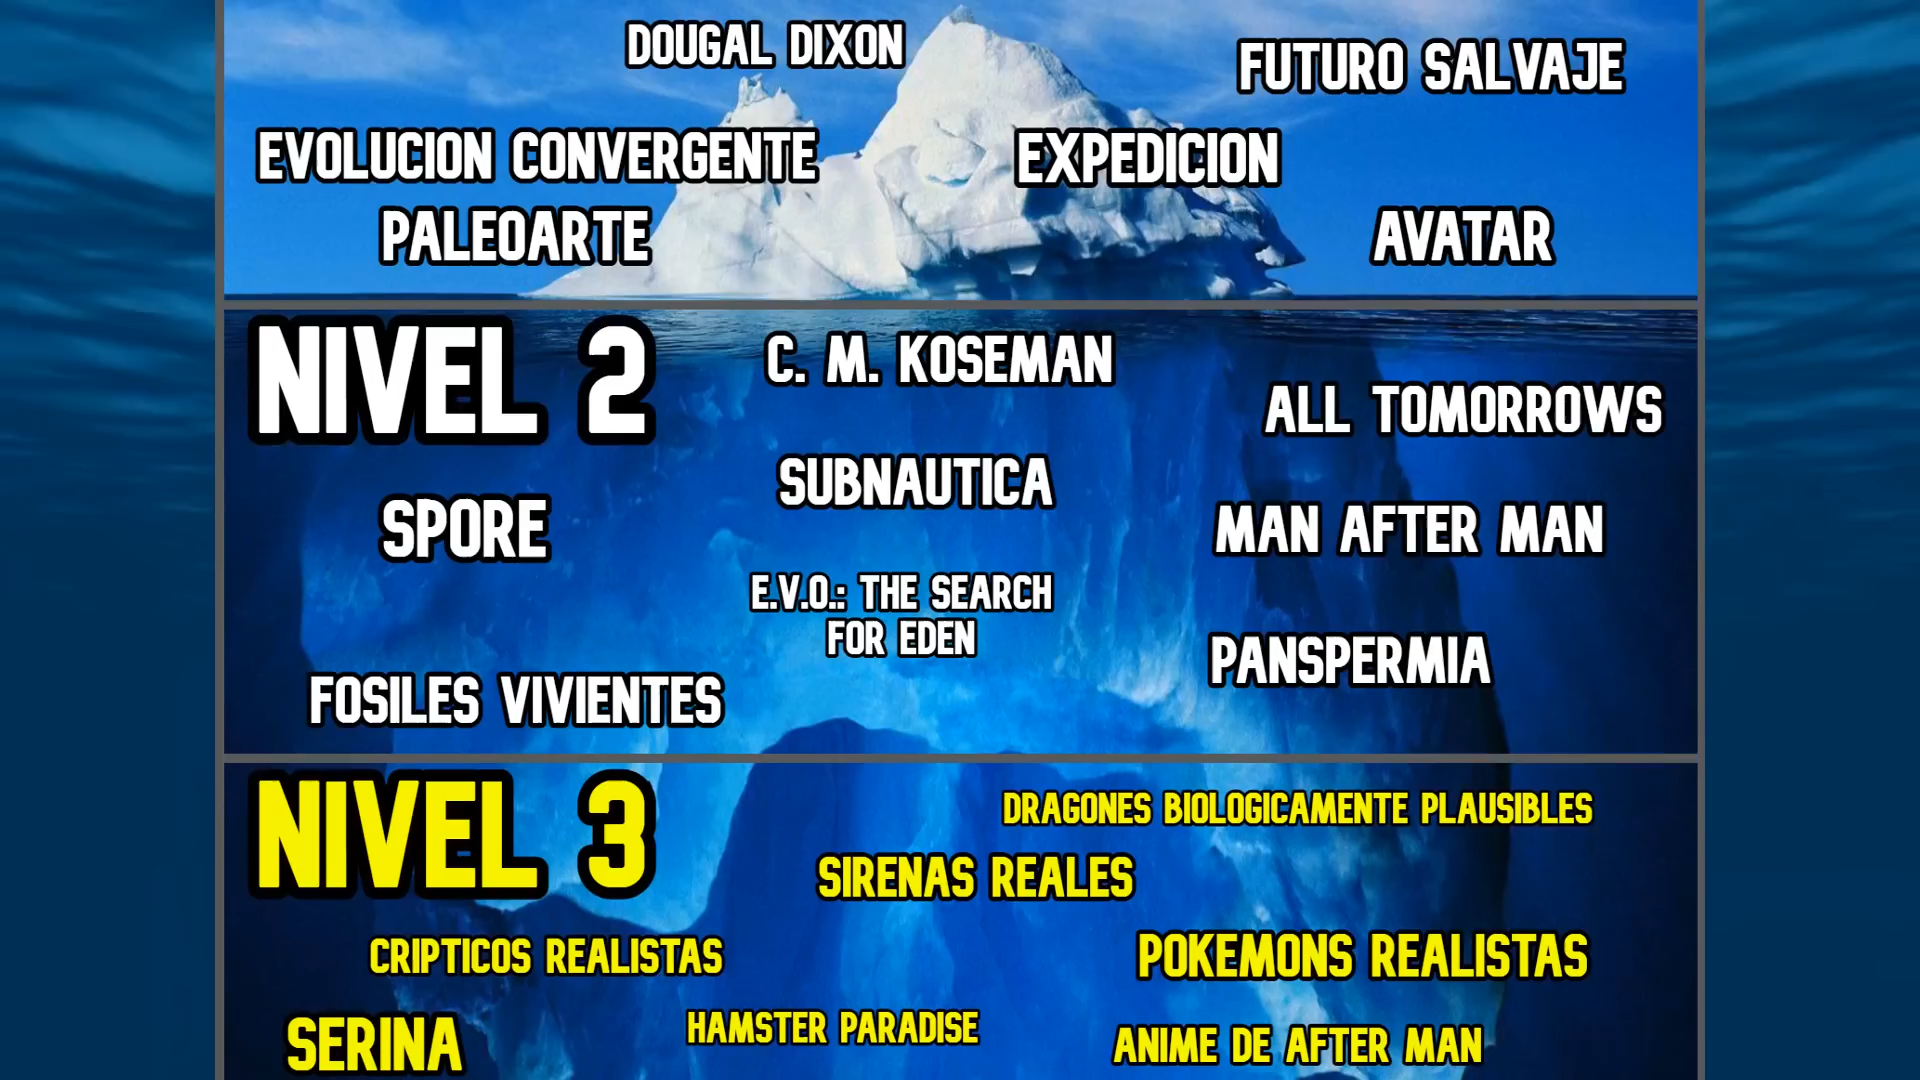 DOUGAL DIXON
FUTURO SALVAJE
EVOLUCION CONVERGENTE
EXPEDICION
PALEOARTE
AVATAR
NIVEL 2
C. M. KOSEMAN
ALL TOMORROWS
SUBNAUTICA
SPORE
MAN AFTER MAN
E.V.O.: THE SEARCH
FOR EDEN
PANSPERMIA
FOSILES VIVIENTES
NIVEL 3
DRAGONES BIOLOGICAMENTE PLAUSIBLES
SIRENAS REALES
CRIPTICOS REALISTAS
POKEMONS REALISTAS
SERINA
HAMSTER PARADISE
ANIME DE AFTER MAN